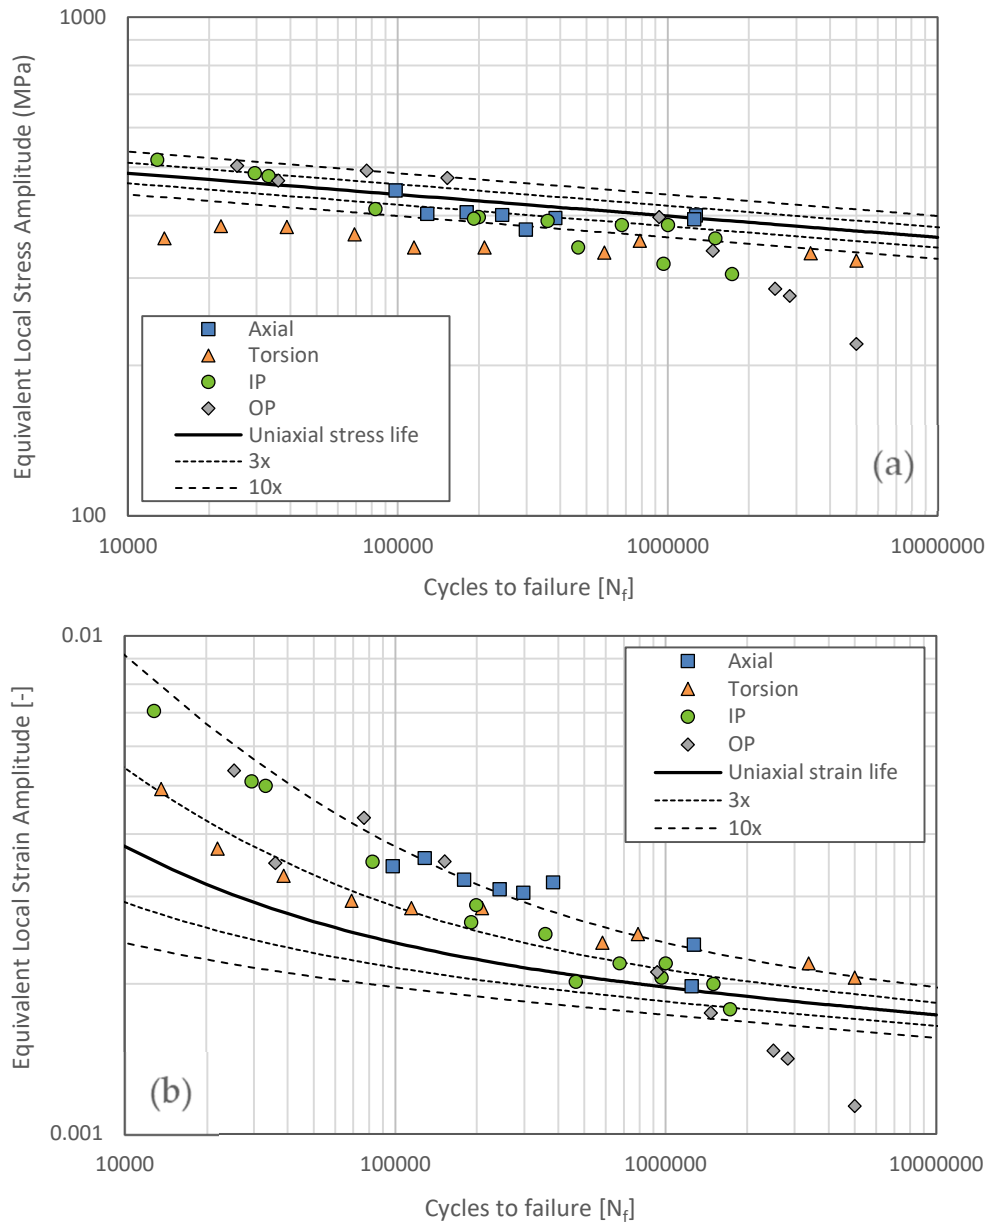 1000
Equivalent Local Stress Amplitude (MPa)
Axial
Torsion
IP
OP
Uniaxial stress life
3x
10x
(a)
100
10000
100000
1000000
10000000
Cycles to failure [Nf]
0.01
Equivalent Local Strain Amplitude [-]
Axial
Torsion
IP
OP
Uniaxial strain life
3x
10x
(b)
0.001
10000
100000
1000000
10000000
Cycles to failure [Nf]